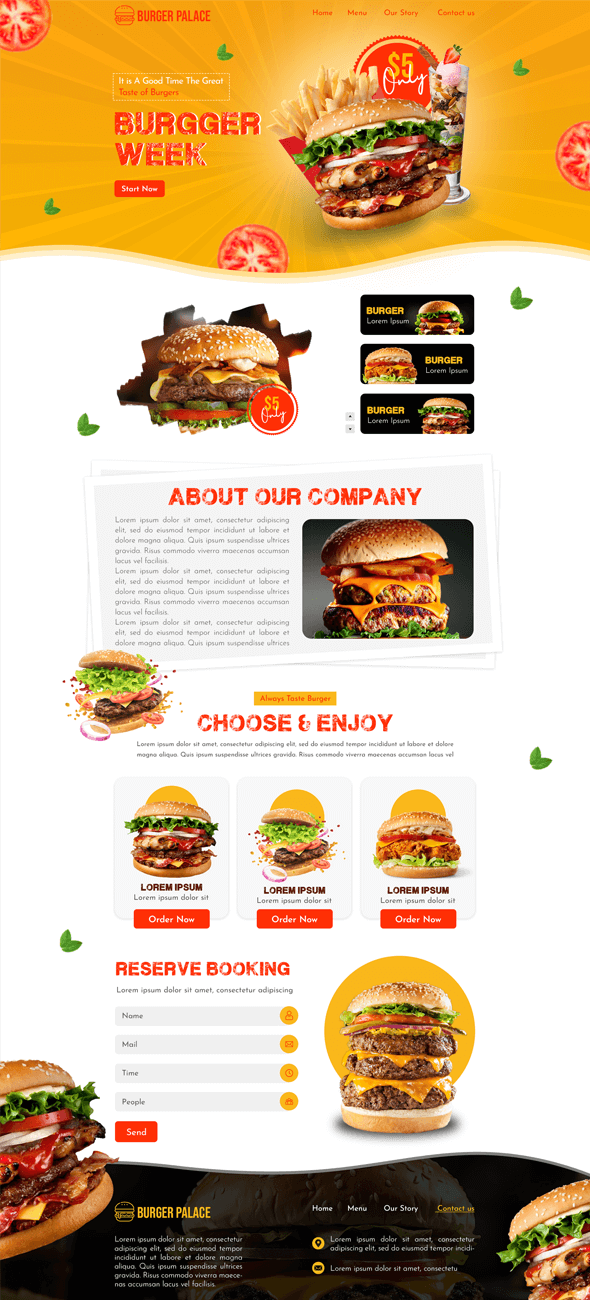 BURGER PALACE
Home Menu Our Story Contact us
$5
Only
It is A Good Time The Great
Taste of Burgers
BURGGER
WEEK
Start Now
BURGER
Lorem Ipsum
$5
Only
BURGER
Lorem Ipsum
BURGER
Lorem Ipsum
ABOUT OUR COMPANY
Lorem ipsum dolor sit amet, consectetur adipiscing
elit, sed do eiusmod tempor incididunt ut labore et
dolore magna aliqua. Quis ipsum suspendisse ultrices
gravida. Risus commodo viverra maecenas accumsan
lacus vel facilisis.
Lorem ipsum dolor sit amet, consectetur adipiscing
elit, sed do eiusmod tempor incididunt ut labore et
dolore magna aliqua. Quis ipsum suspendisse ultrices
gravida. Risus commodo viverra maecenas accumsan
lacus vel facilisis.
Lorem ipsum dolor sit amet, consectetur adipiscing
elit, sed do eiusmod tempor incididunt ut labore et
dolore magna aliqua. Quis ipsum suspendisse ultrices
Always Taste Burger
CHOOSE & ENJOY
Lorem ipsum dolor sit amet, consectetur adipiscing elit, sed do eiusmod tempor incididunt ut labore et dolore
magna aliqua. Quis ipsum suspendisse ultrices gravida. Risus commodo viverra maecenas accumsan lacus vel
LOREM IPSUM
Lorem ipsum dolor sit
Order Now
LOREM IPSUM
Lorem ipsum dolor sit
Order Now
LOREM IPSUM
Lorem ipsum dolor sit
Order Now
RESERVE BOOKING
Lorem ipsum dolor sit amet, consectetur adipiscing
Name
Mail
Time
People
Send
BURGER PALACE
Home Menu Our Story Contact us
Lorem ipsum dolor sit amet, consectetur
adipiscing elit, sed do eiusmod tempor
incididunt ut labore et dolore magna
aliqua. Quis ipsum suspendisse ultrices
gravida. Risus commodo viverra maece-
nas accumsan lacus vel facilisis.
Lorem ipsum dolor sit amet, consectetur
adipiscing elit, sed do eiusmod tempor incidi-
Lorem ipsum dolor sit amet, consectetu